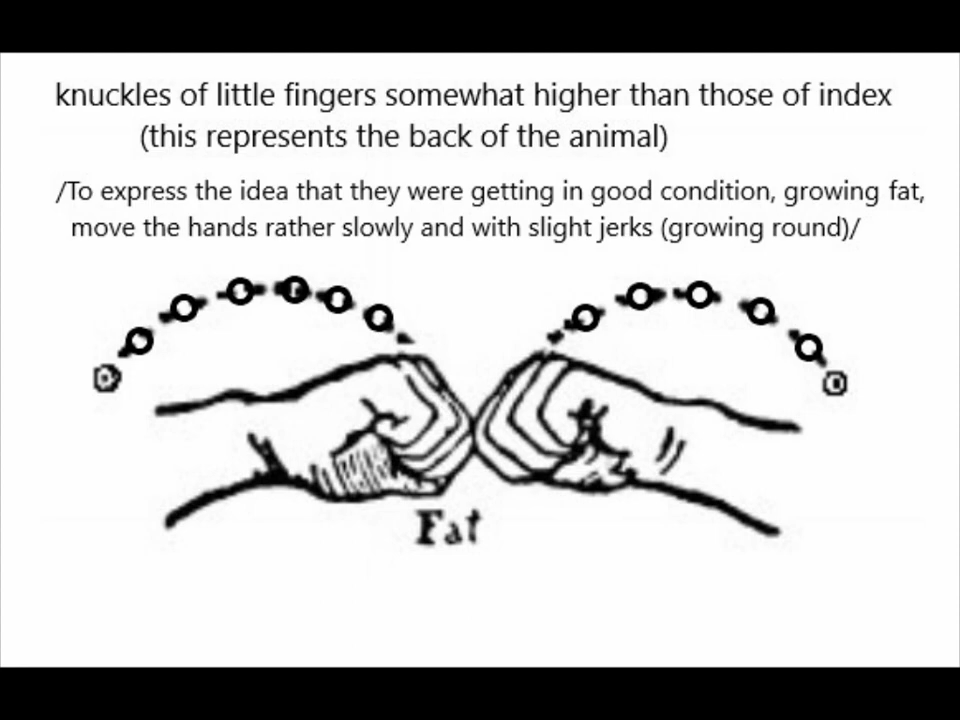 knuckles of little fingers somewhat higher than those of index
(this represents the back of the animal)
/To express the idea that they were getting in good condition, growing fat,
move the hands rather slowly and with slight jerks (growing round)/
Fat